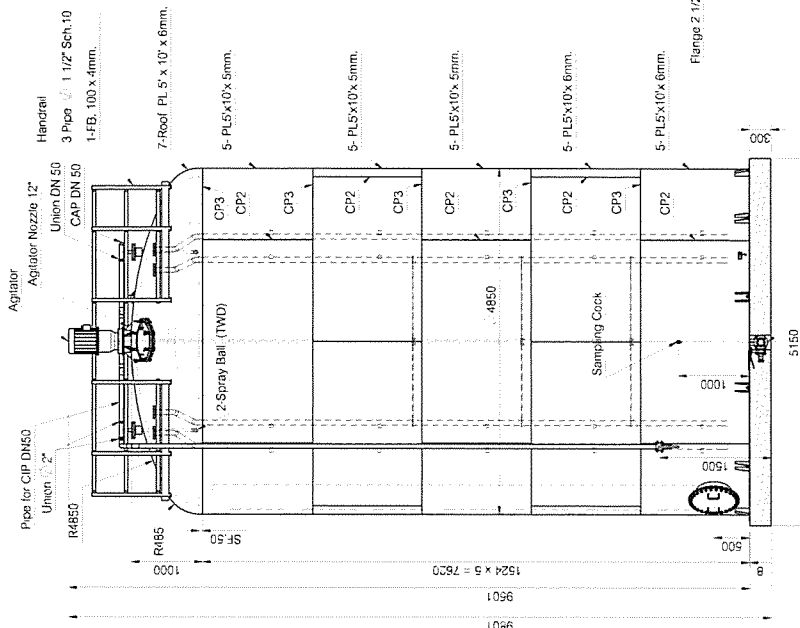 Agitator
Agitator Nozzle 12"
Union DN 50
CAP DN 50
Handrail
3 Pipe ∅ 1 1/2" Sch.10
1-FB. 100 x 4mm.
7-Roof PL 5' x 10' x 6mm.
Pipe for CIP DN50
Union ∅ 2"
R4850
R485
1000
SF.50
2-Spray Ball (TWD)
CP3
CP2
5- PL5'x10'x 5mm.
CP3
CP2
5- PL5'x10'x 5mm.
CP3
4850
5- PL5'x10'x 5mm.
CP3
CP2
5- PL5'x10'x 6mm.
CP3
CP2
5- PL5'x10'x 6mm.
Sampling Cock
1000
1500
500
1524 x 5 = 7620
8
9501
9801
300
5150
Flange 2 1/2